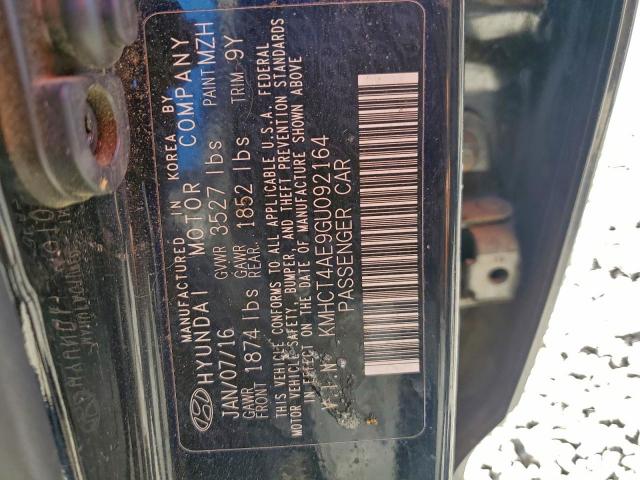 MANUFACTURED IN KOREA BY
HYUNDAI MOTOR COMPANY
JAN/07/16 GVWR 3527 lbs PAINT MZH
GAWR FRONT 1874 lbs GAWR REAR 1852 lbs TRIM 9Y
THIS VEHICLE CONFORMS TO ALL APPLICABLE U.S.A. FEDERAL
MOTOR VEHICLE SAFETY, BUMPER, AND THEFT PREVENTION STANDARDS
IN EFFECT ON THE DATE OF MANUFACTURE SHOWN ABOVE
V.I.N. KMHCT4AE9GU092164
PASSENGER CAR